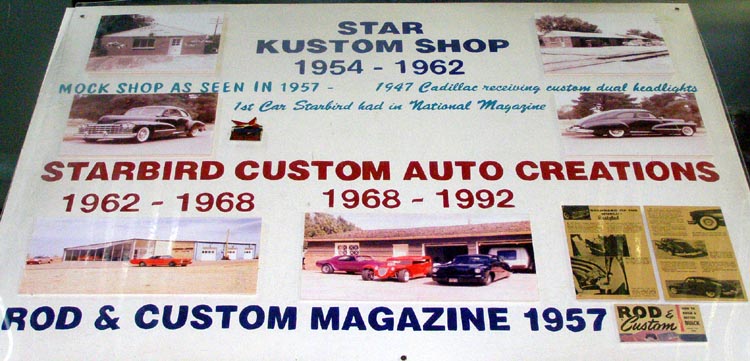 STAR
KUSTOM SHOP
1954 - 1962
MOCK SHOP AS SEEN IN 1957 - 1947 Cadillac receiving custom dual headlights
1st Car Starbird had in National Magazine
STARBIRD CUSTOM AUTO CREATIONS
1962 - 1968 1968 - 1992
ROD & CUSTOM MAGAZINE 1957
ROD &
Custom
BUICK